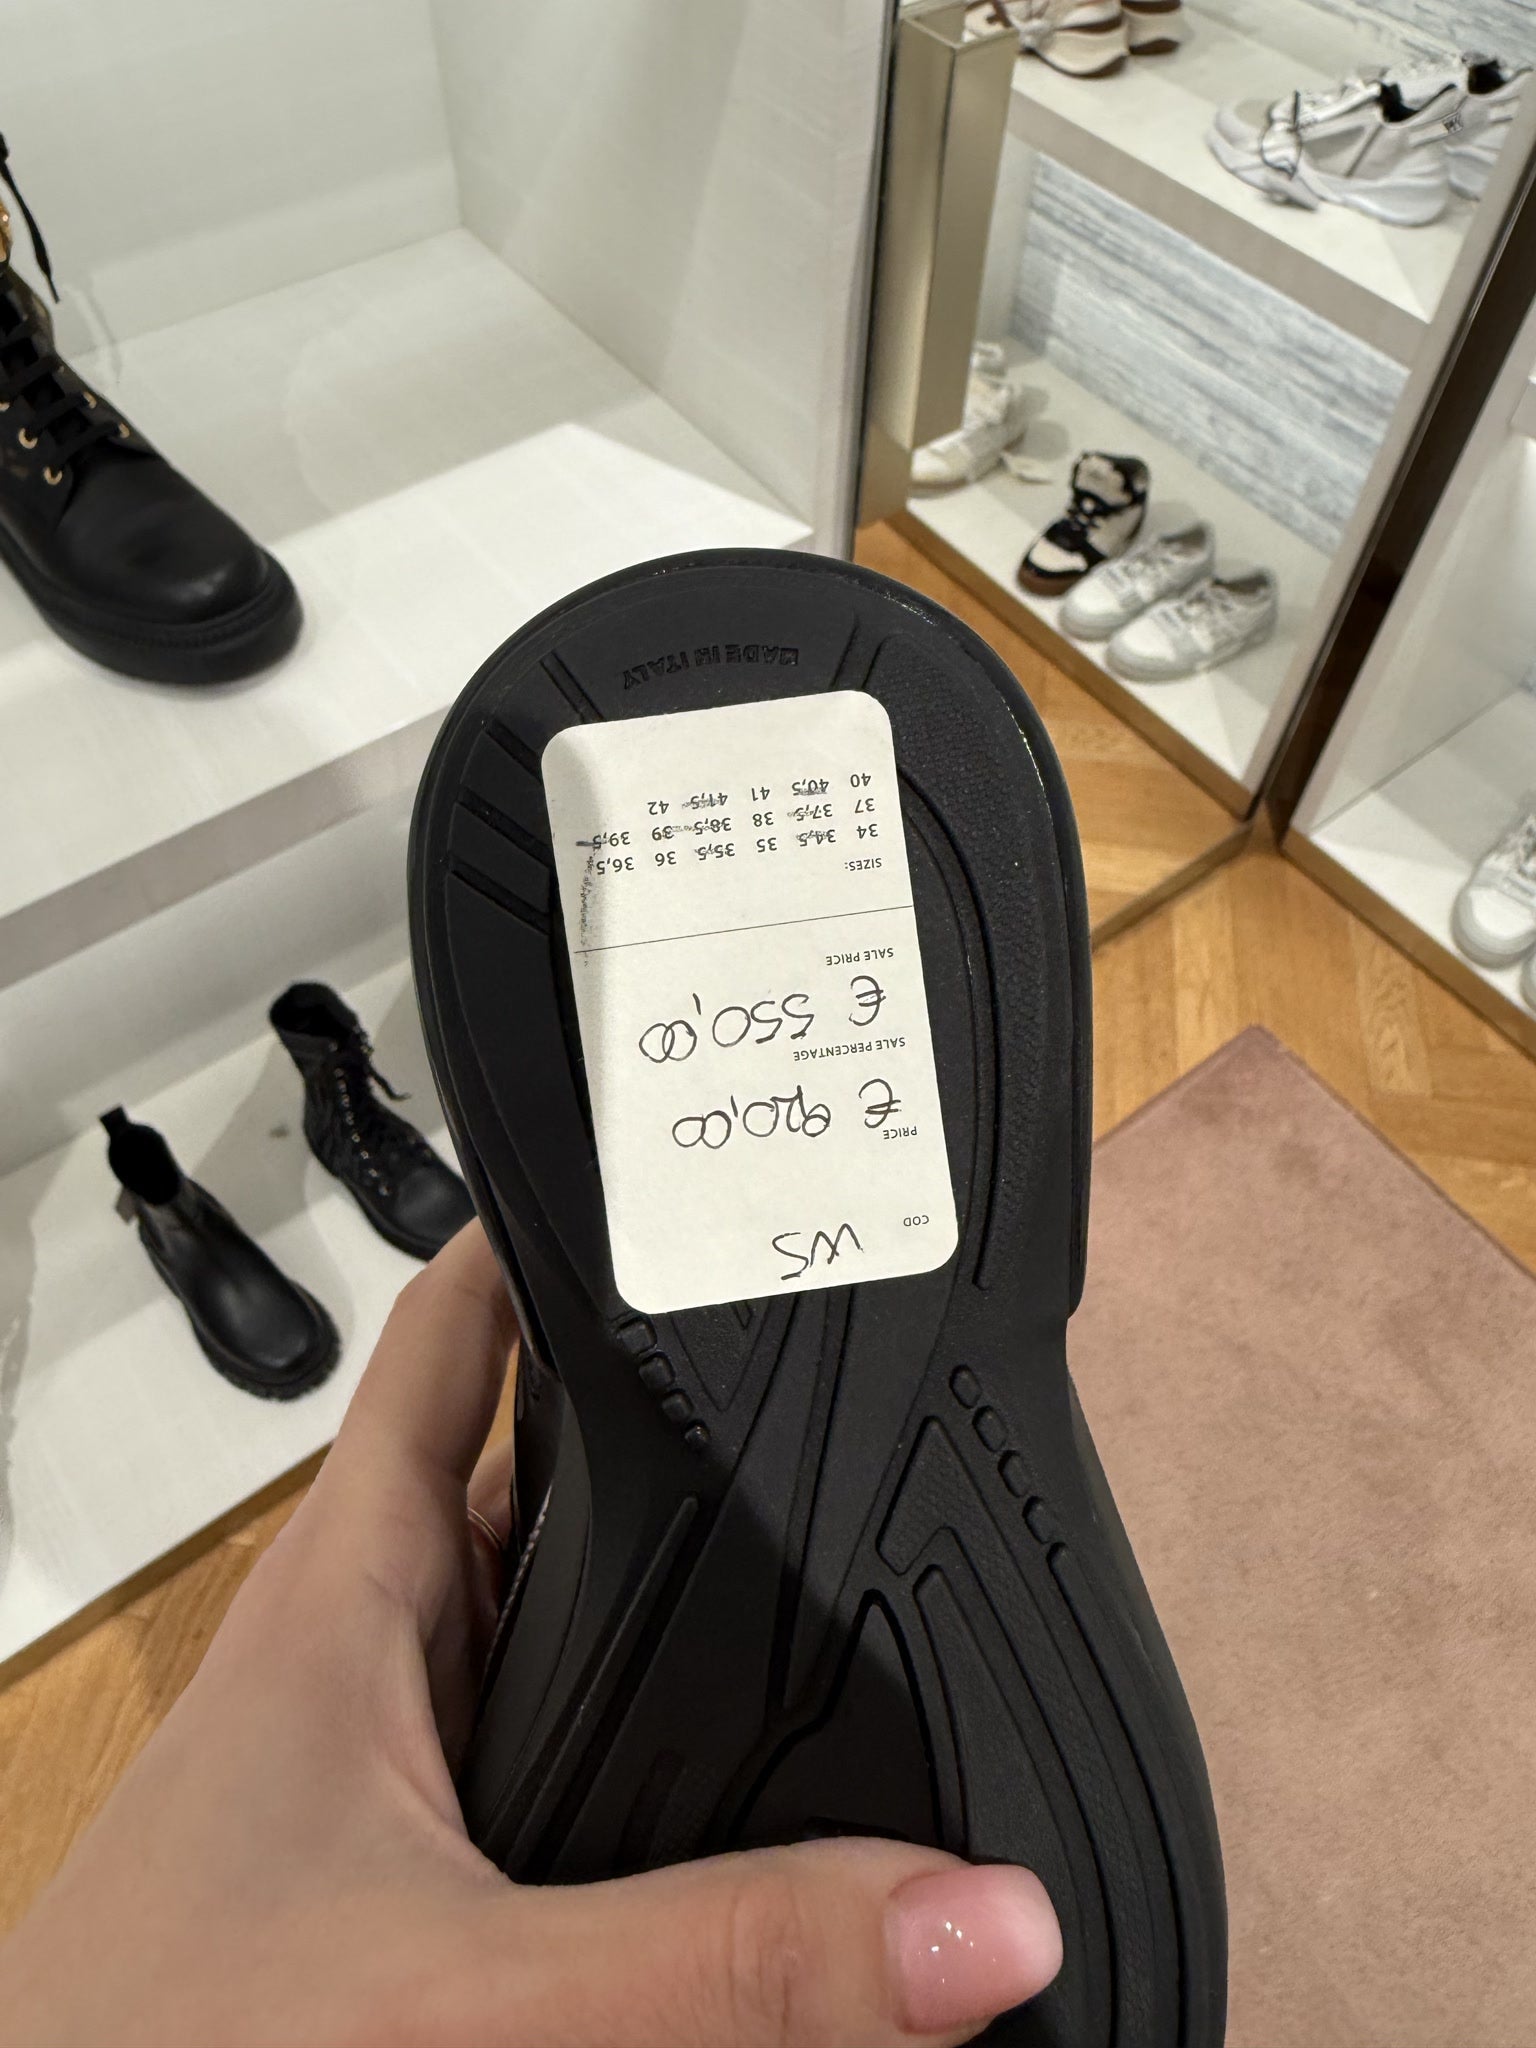 COD WS
PRICE
€ 920,00
SALE PERCENTAGE
€ 550,00
SALE PRICE
SIZES:
34 34,5 35 35,5 36 36,5
37 37,5 38 38,5 39 39,5
40 40,5 41 41,5 42
MADE IN ITALY